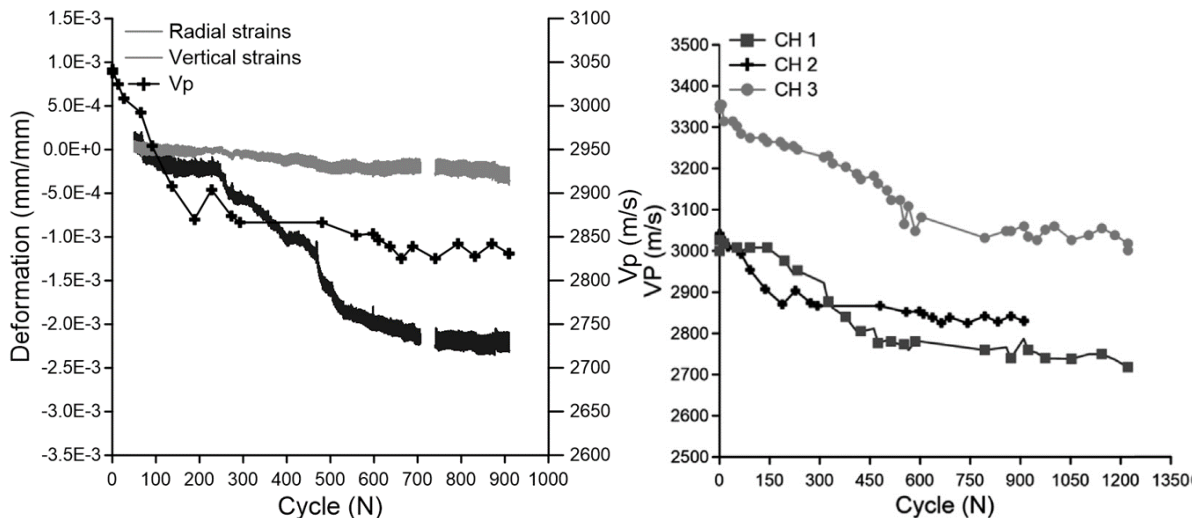 1.5E-3
1.0E-3
5.0E-4
0.0E+0
-5.0E-4
-1.0E-3
-1.5E-3
-2.0E-3
-2.5E-3
-3.0E-3
-3.5E-3
Deformation (mm/mm)
Radial strains
Vertical strains
Vp
0 100 200 300 400 500 600 700 800 900 1000
Cycle (N)
3100
3050
3000
2950
2900
2850
2800
2750
2700
2650
2600
Vp (m/s)
VP (m/s)
3500
3400
3300
3200
3100
3000
2900
2800
2700
2600
2500
CH 1
CH 2
CH 3
0 150 300 450 600 750 900 1050 1200 13500
Cycle (N)